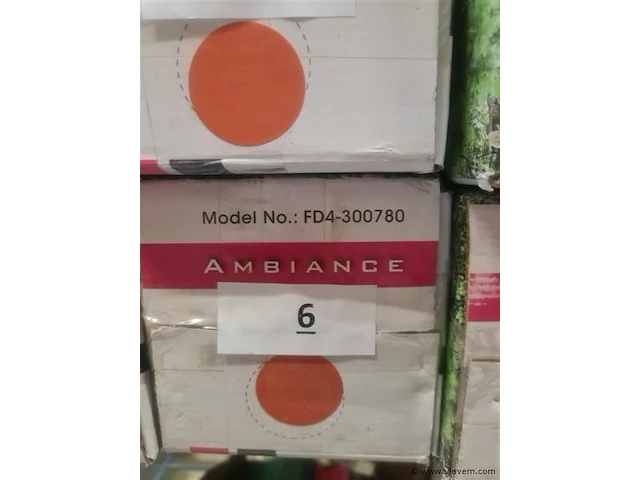 Model No.: FD4-300780
AMBIANCE
6
© www.vavem.com